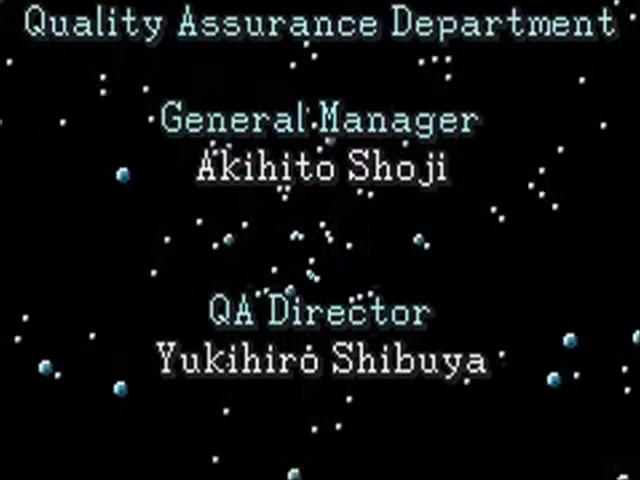 Quality Assurance Department
General Manager
Akihito Shoji
QA Director
Yukihiro Shibuya